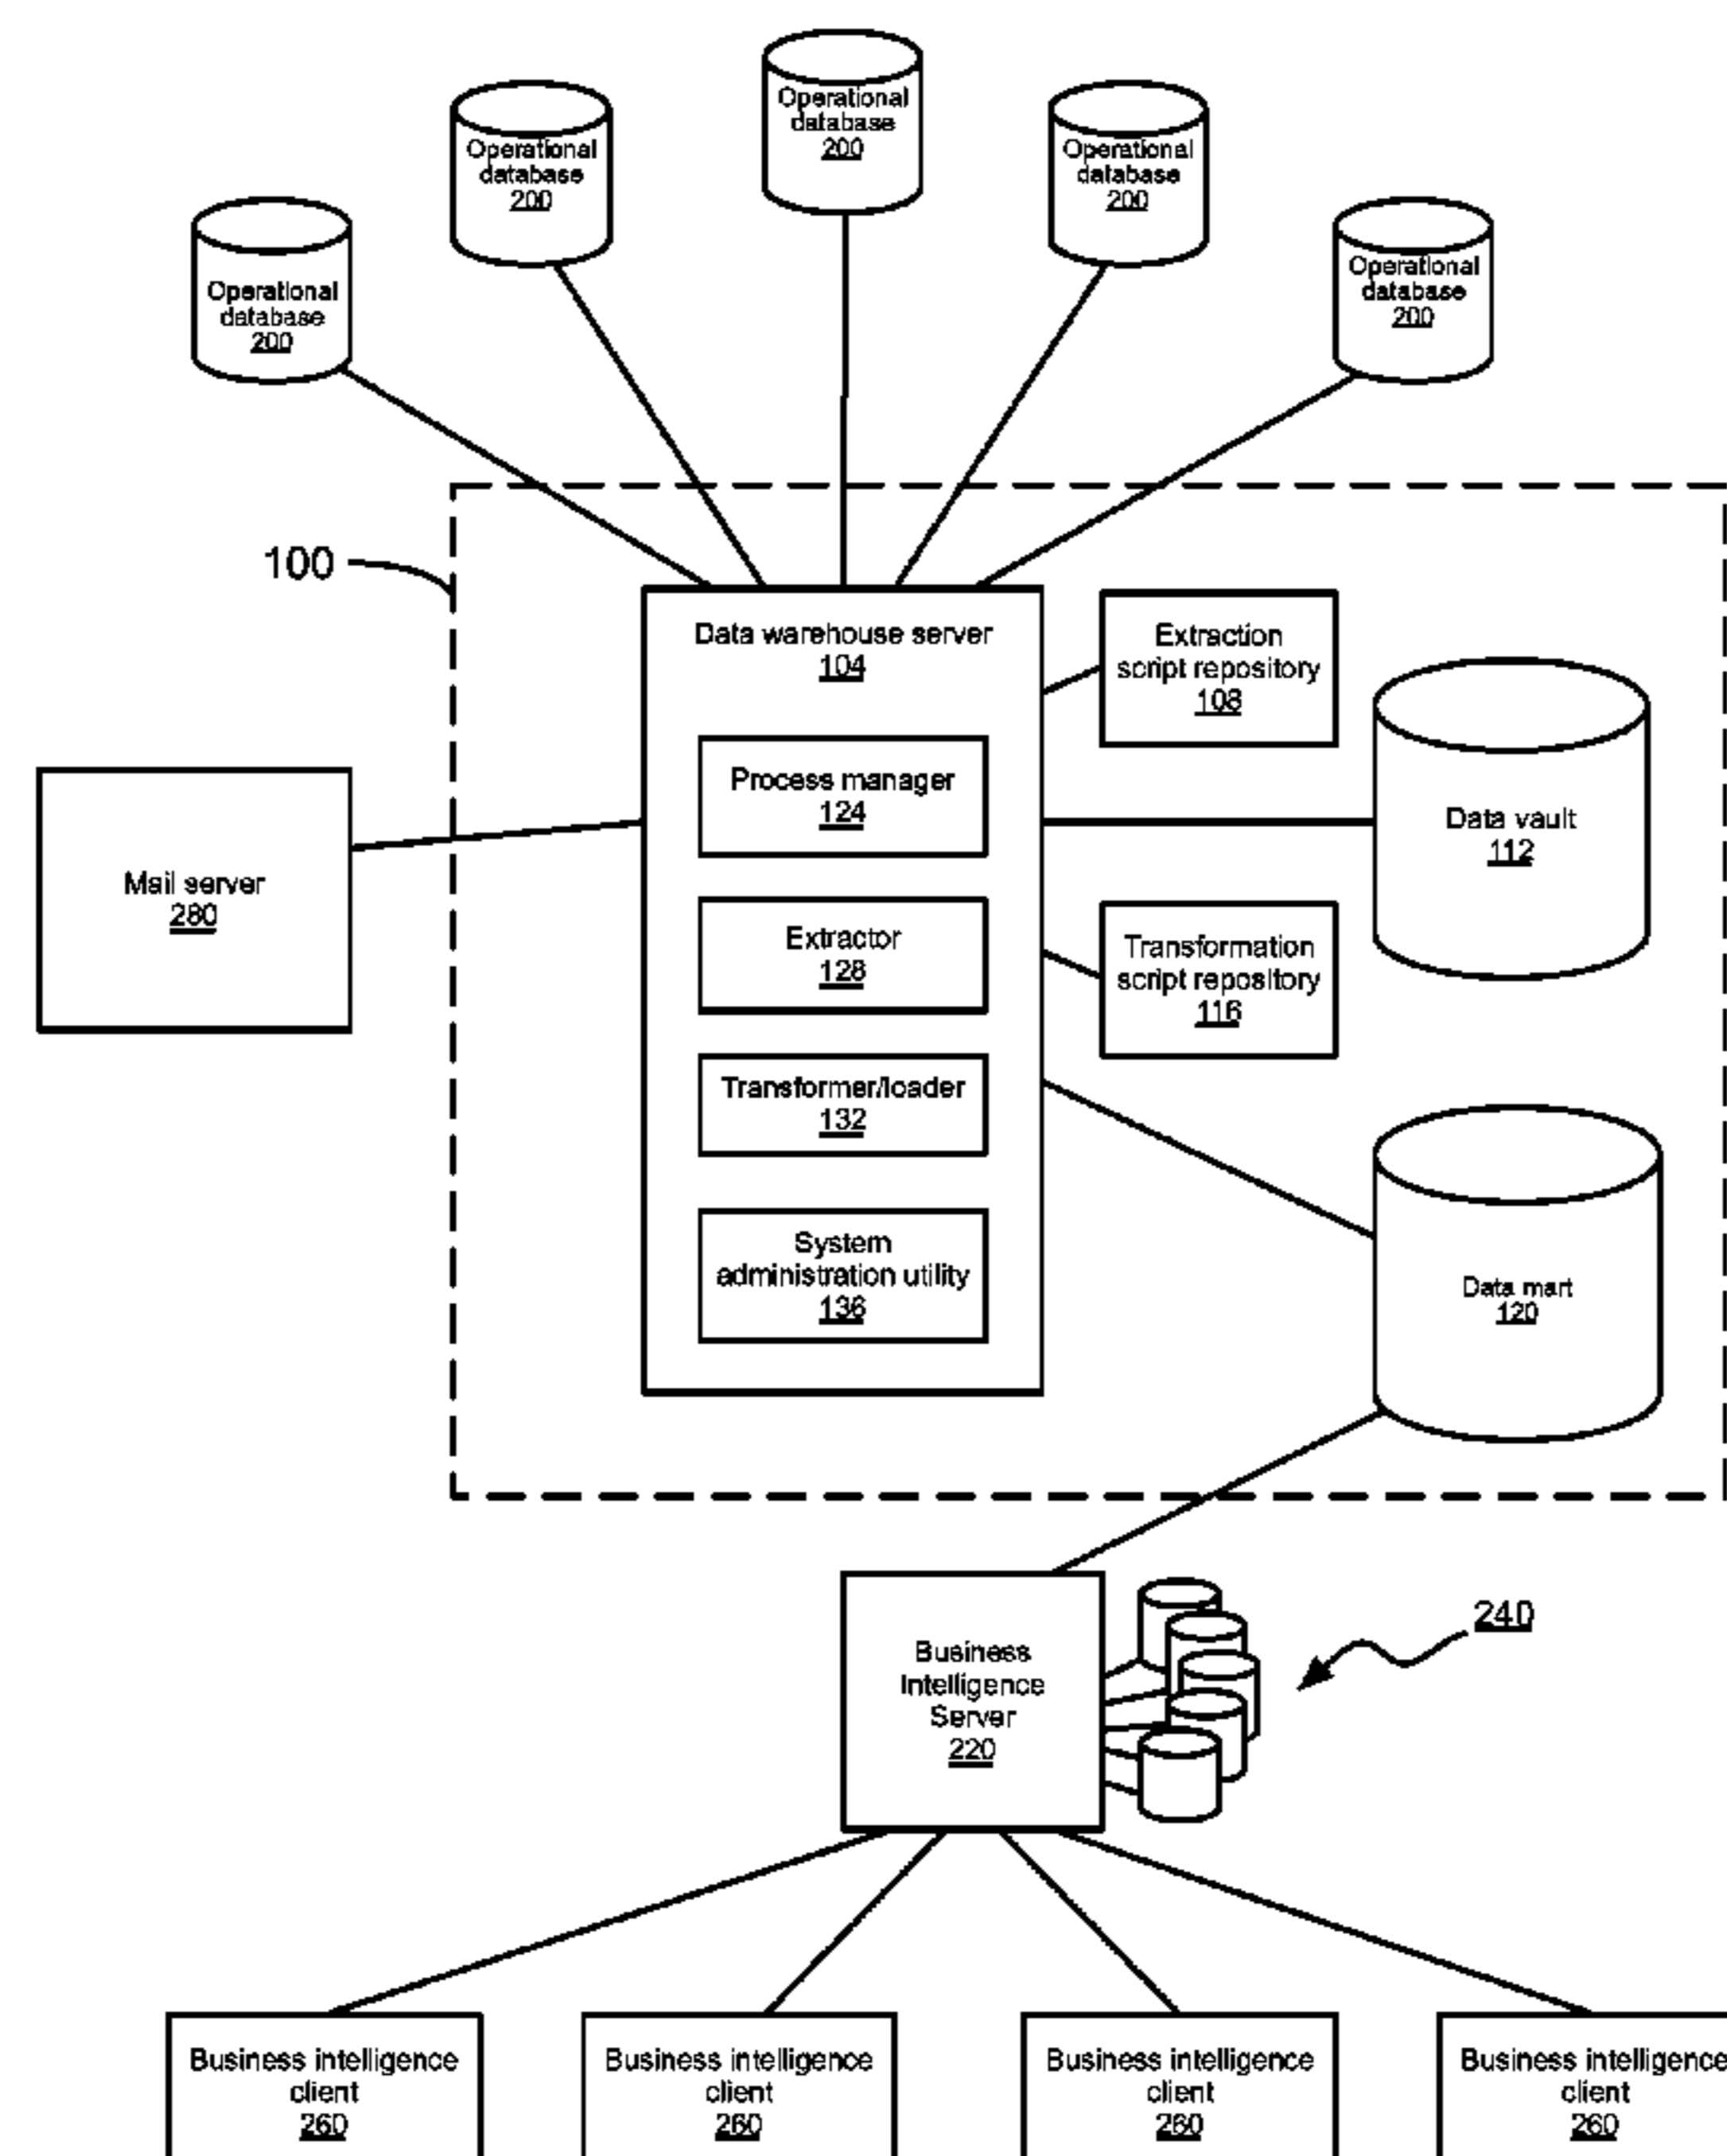 Operational
database
200
Operational
database
200
Operational
database
200
Operational
database
200
Operational
database
200
100
Data warehouse server
104
Process manager
124
Extractor
128
Transformer/loader
132
System
administration utility
136
Extraction
script repository
108
Data vault
112
Transformation
script repository
116
Data mart
120
Mail server
280
Business
Intelligence
Server
220
240
Business intelligence
client
260
Business intelligence
client
260
Business intelligence
client
260
Business intelligence
client
260